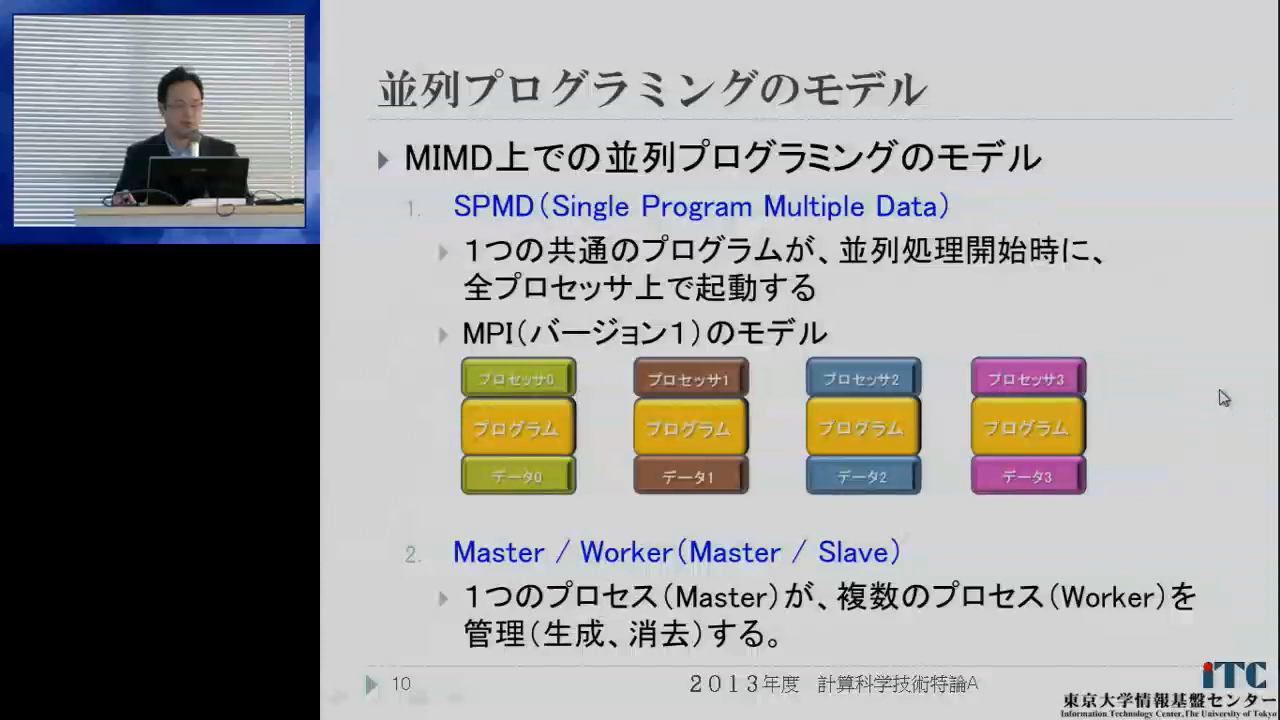 並列プログラミングのモデル
MIMD上での並列プログラミングのモデル
1. SPMD（Single Program Multiple Data）
１つの共通のプログラムが、並列処理開始時に、
全プロセッサ上で起動する
MPI（バージョン１）のモデル
プロセッサ0 プロセッサ1 プロセッサ2 プロセッサ3
プログラム プログラム プログラム プログラム
データ0 データ1 データ2 データ3
2. Master / Worker（Master / Slave）
１つのプロセス（Master）が、複数のプロセス（Worker）を
管理（生成、消去）する。
10 ２０１３年度　計算科学技術特論A
iTC
東京大学情報基盤センター
Information Technology Center,The University of Tokyo